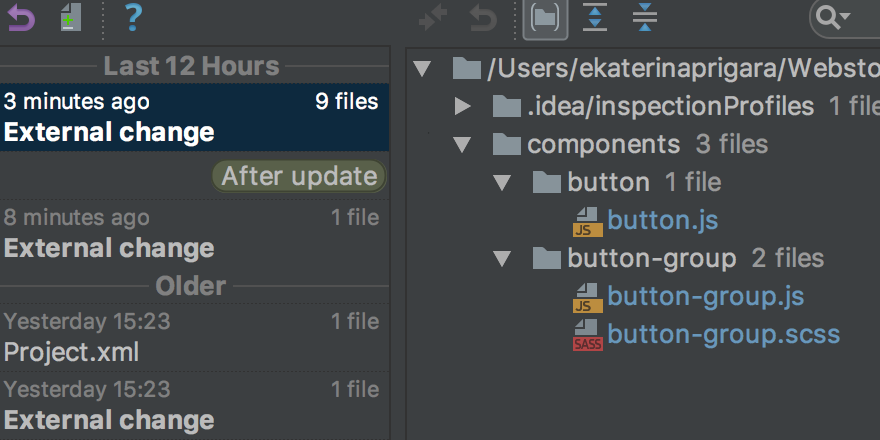 ?
Last 12 Hours
3 minutes ago 9 files
External change
After update
8 minutes ago 1 file
External change
Older
Yesterday 15:23 1 file
Project.xml
Yesterday 15:23 1 file
External change
/Users/ekaterinaprigara/Websto
.idea/inspectionProfiles 1 file
components 3 files
button 1 file
JS button.js
button-group 2 files
JS button-group.js
SASS button-group.scss